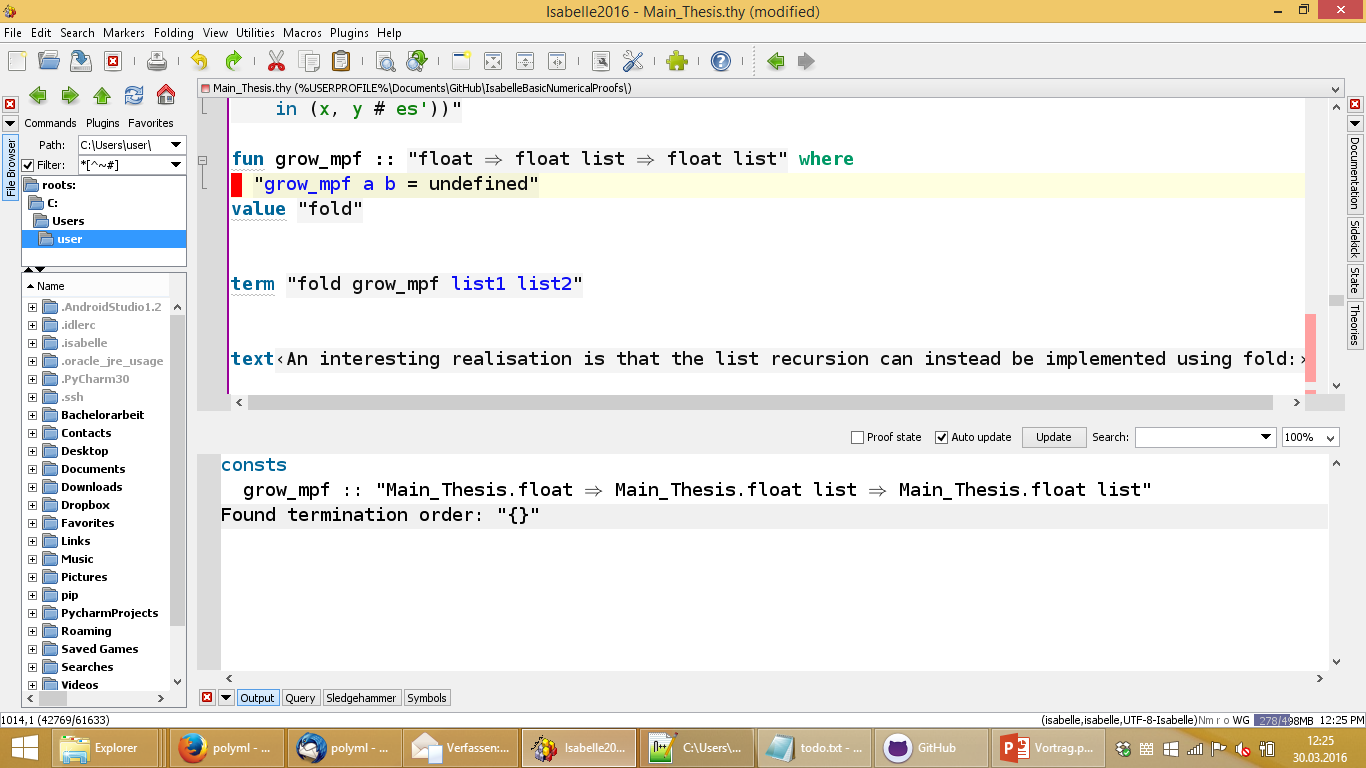 Isabelle2016 - Main_Thesis.thy (modified)
File Edit Search Markers Folding View Utilities Macros Plugins Help
Main_Thesis.thy (%USERPROFILE%\Documents\GitHub\IsabelleBasicNumericalProofs\)
Commands Plugins Favorites
Path: C:\Users\user\
Filter: *[^~#]
File Browser
roots:
C:
Users
user
Name
.AndroidStudio1.2
.idlerc
.isabelle
.oracle_jre_usage
.PyCharm30
.ssh
Bachelorarbeit
Contacts
Desktop
Documents
Downloads
Dropbox
Favorites
Links
Music
Pictures
pip
PycharmProjects
Roaming
Saved Games
Searches
Videos
in (x, y # es'))"
fun grow_mpf :: "float ⇒ float list ⇒ float list" where
"grow_mpf a b = undefined"
value "fold"
term "fold grow_mpf list1 list2"
text‹An interesting realisation is that the list recursion can instead be implemented using fold:›
Documentation
Sidekick
State
Theories
Proof state Auto update Update Search: 100%
consts
grow_mpf :: "Main_Thesis.float ⇒ Main_Thesis.float list ⇒ Main_Thesis.float list"
Found termination order: "{}"
Output Query Sledgehammer Symbols
1014,1 (42769/61633) (isabelle,isabelle,UTF-8-Isabelle)Nm r o WG 278/498MB 12:25 PM
Explorer polyml - ... polyml - ... Verfassen:... Isabelle20... C:\Users\... todo.txt - ... GitHub Vortrag.p...
12:25
30.03.2016